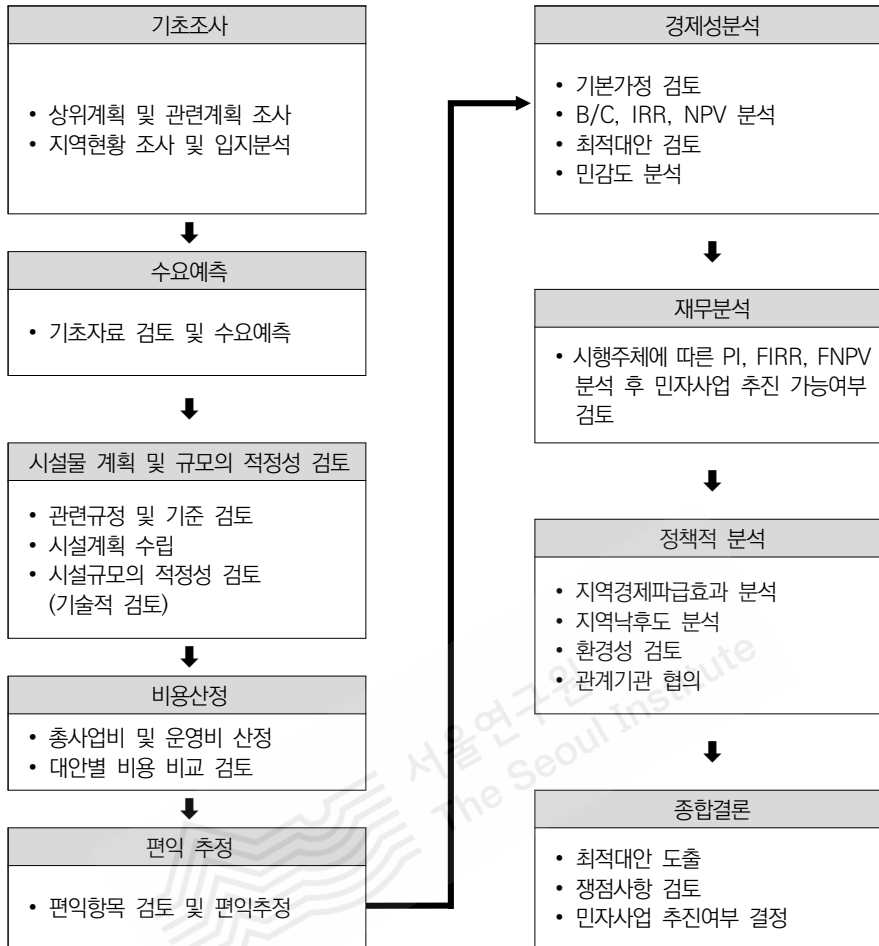 기초조사
• 상위계획 및 관련계획 조사
• 지역현황 조사 및 입지분석
수요예측
• 기초자료 검토 및 수요예측
시설물 계획 및 규모의 적정성 검토
• 관련규정 및 기준 검토
• 시설계획 수립
• 시설규모의 적정성 검토
(기술적 검토)
비용산정
• 총사업비 및 운영비 산정
• 대안별 비용 비교 검토
편익 추정
• 편익항목 검토 및 편익추정
경제성분석
• 기본가정 검토
• B/C, IRR, NPV 분석
• 최적대안 검토
• 민감도 분석
재무분석
• 시행주체에 따른 PI, FIRR, FNPV
분석 후 민자사업 추진 가능여부
검토
정책적 분석
• 지역경제파급효과 분석
• 지역낙후도 분석
• 환경성 검토
• 관계기관 협의
종합결론
• 최적대안 도출
• 쟁점사항 검토
• 민자사업 추진여부 결정
서울연구원
The Seoul Institute